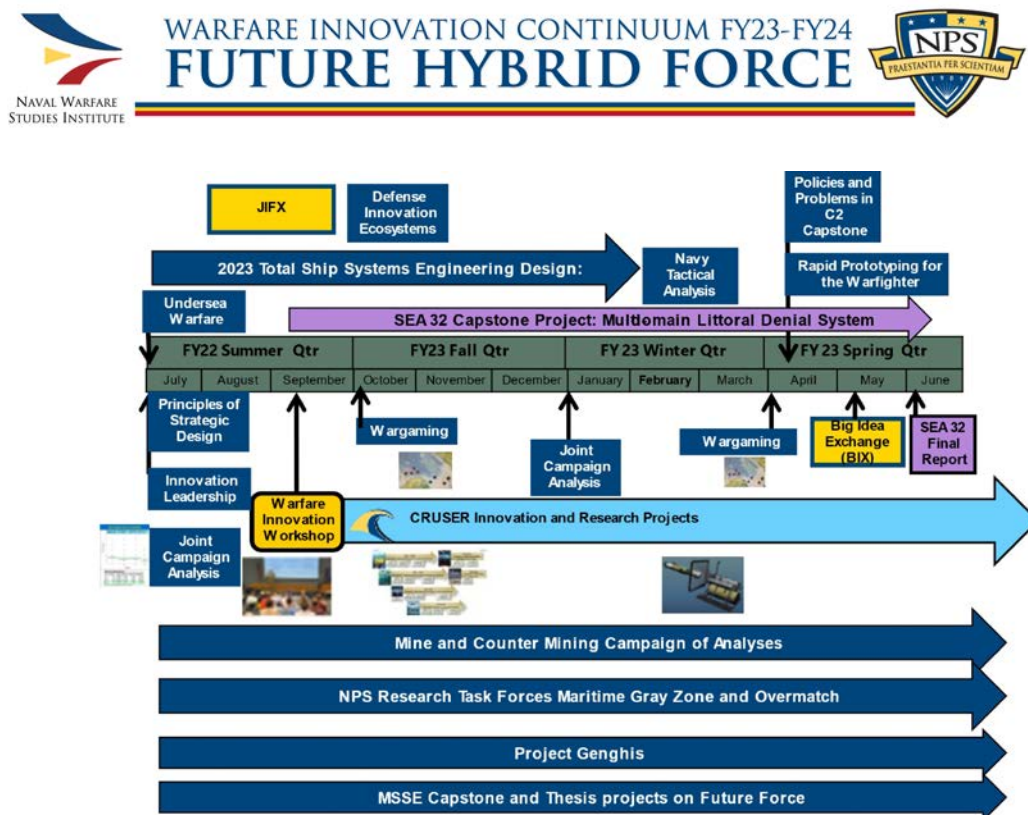 WARFARE INNOVATION CONTINUUM FY23-FY24
FUTURE HYBRID FORCE
NAVAL WARFARE
STUDIES INSTITUTE
NPS
PRAESTANTIA PER SCIENTIAM
1909
JIFX
Defense
Innovation
Ecosystems
Policies and
Problems in
C2
Capstone
2023 Total Ship Systems Engineering Design:
Navy
Tactical
Analysis
Rapid Prototyping for
the Warfighter
Undersea
Warfare
SEA 32 Capstone Project: Multidomain Littoral Denial System
FY22 Summer Qtr
FY23 Fall Qtr
FY 23 Winter Qtr
FY 23 Spring Qtr
July
August
September
October
November
December
January
February
March
April
May
June
Principles of
Strategic
Design
Wargaming
Joint
Campaign
Analysis
Wargaming
Big Idea
Exchange
(BIX)
SEA 32
Final
Report
Innovation
Leadership
Warfare
Innovation
Workshop
CRUSER Innovation and Research Projects
Joint
Campaign
Analysis
Mine and Counter Mining Campaign of Analyses
NPS Research Task Forces Maritime Gray Zone and Overmatch
Project Genghis
MSSE Capstone and Thesis projects on Future Force